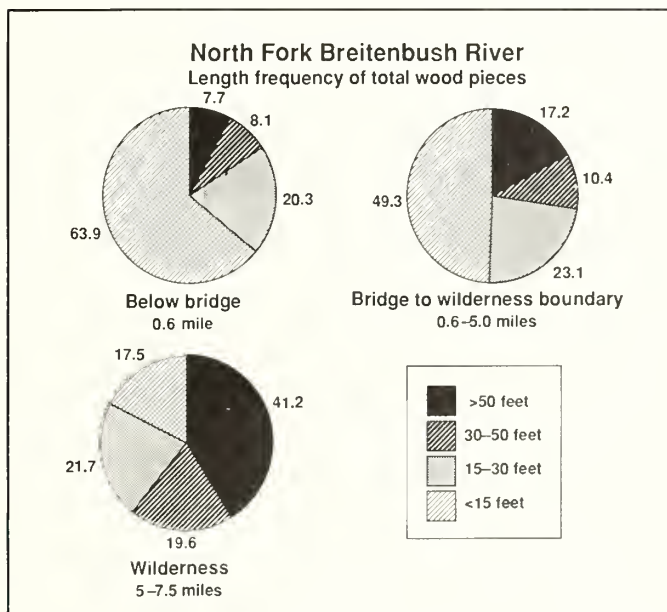 North Fork Breitenbush River
Length frequency of total wood pieces
7.7
8.1
20.3
63.9
Below bridge
0.6 mile
17.2
10.4
23.1
49.3
Bridge to wilderness boundary
0.6–5.0 miles
17.5
41.2
21.7
19.6
Wilderness
5–7.5 miles
>50 feet
30–50 feet
15–30 feet
<15 feet